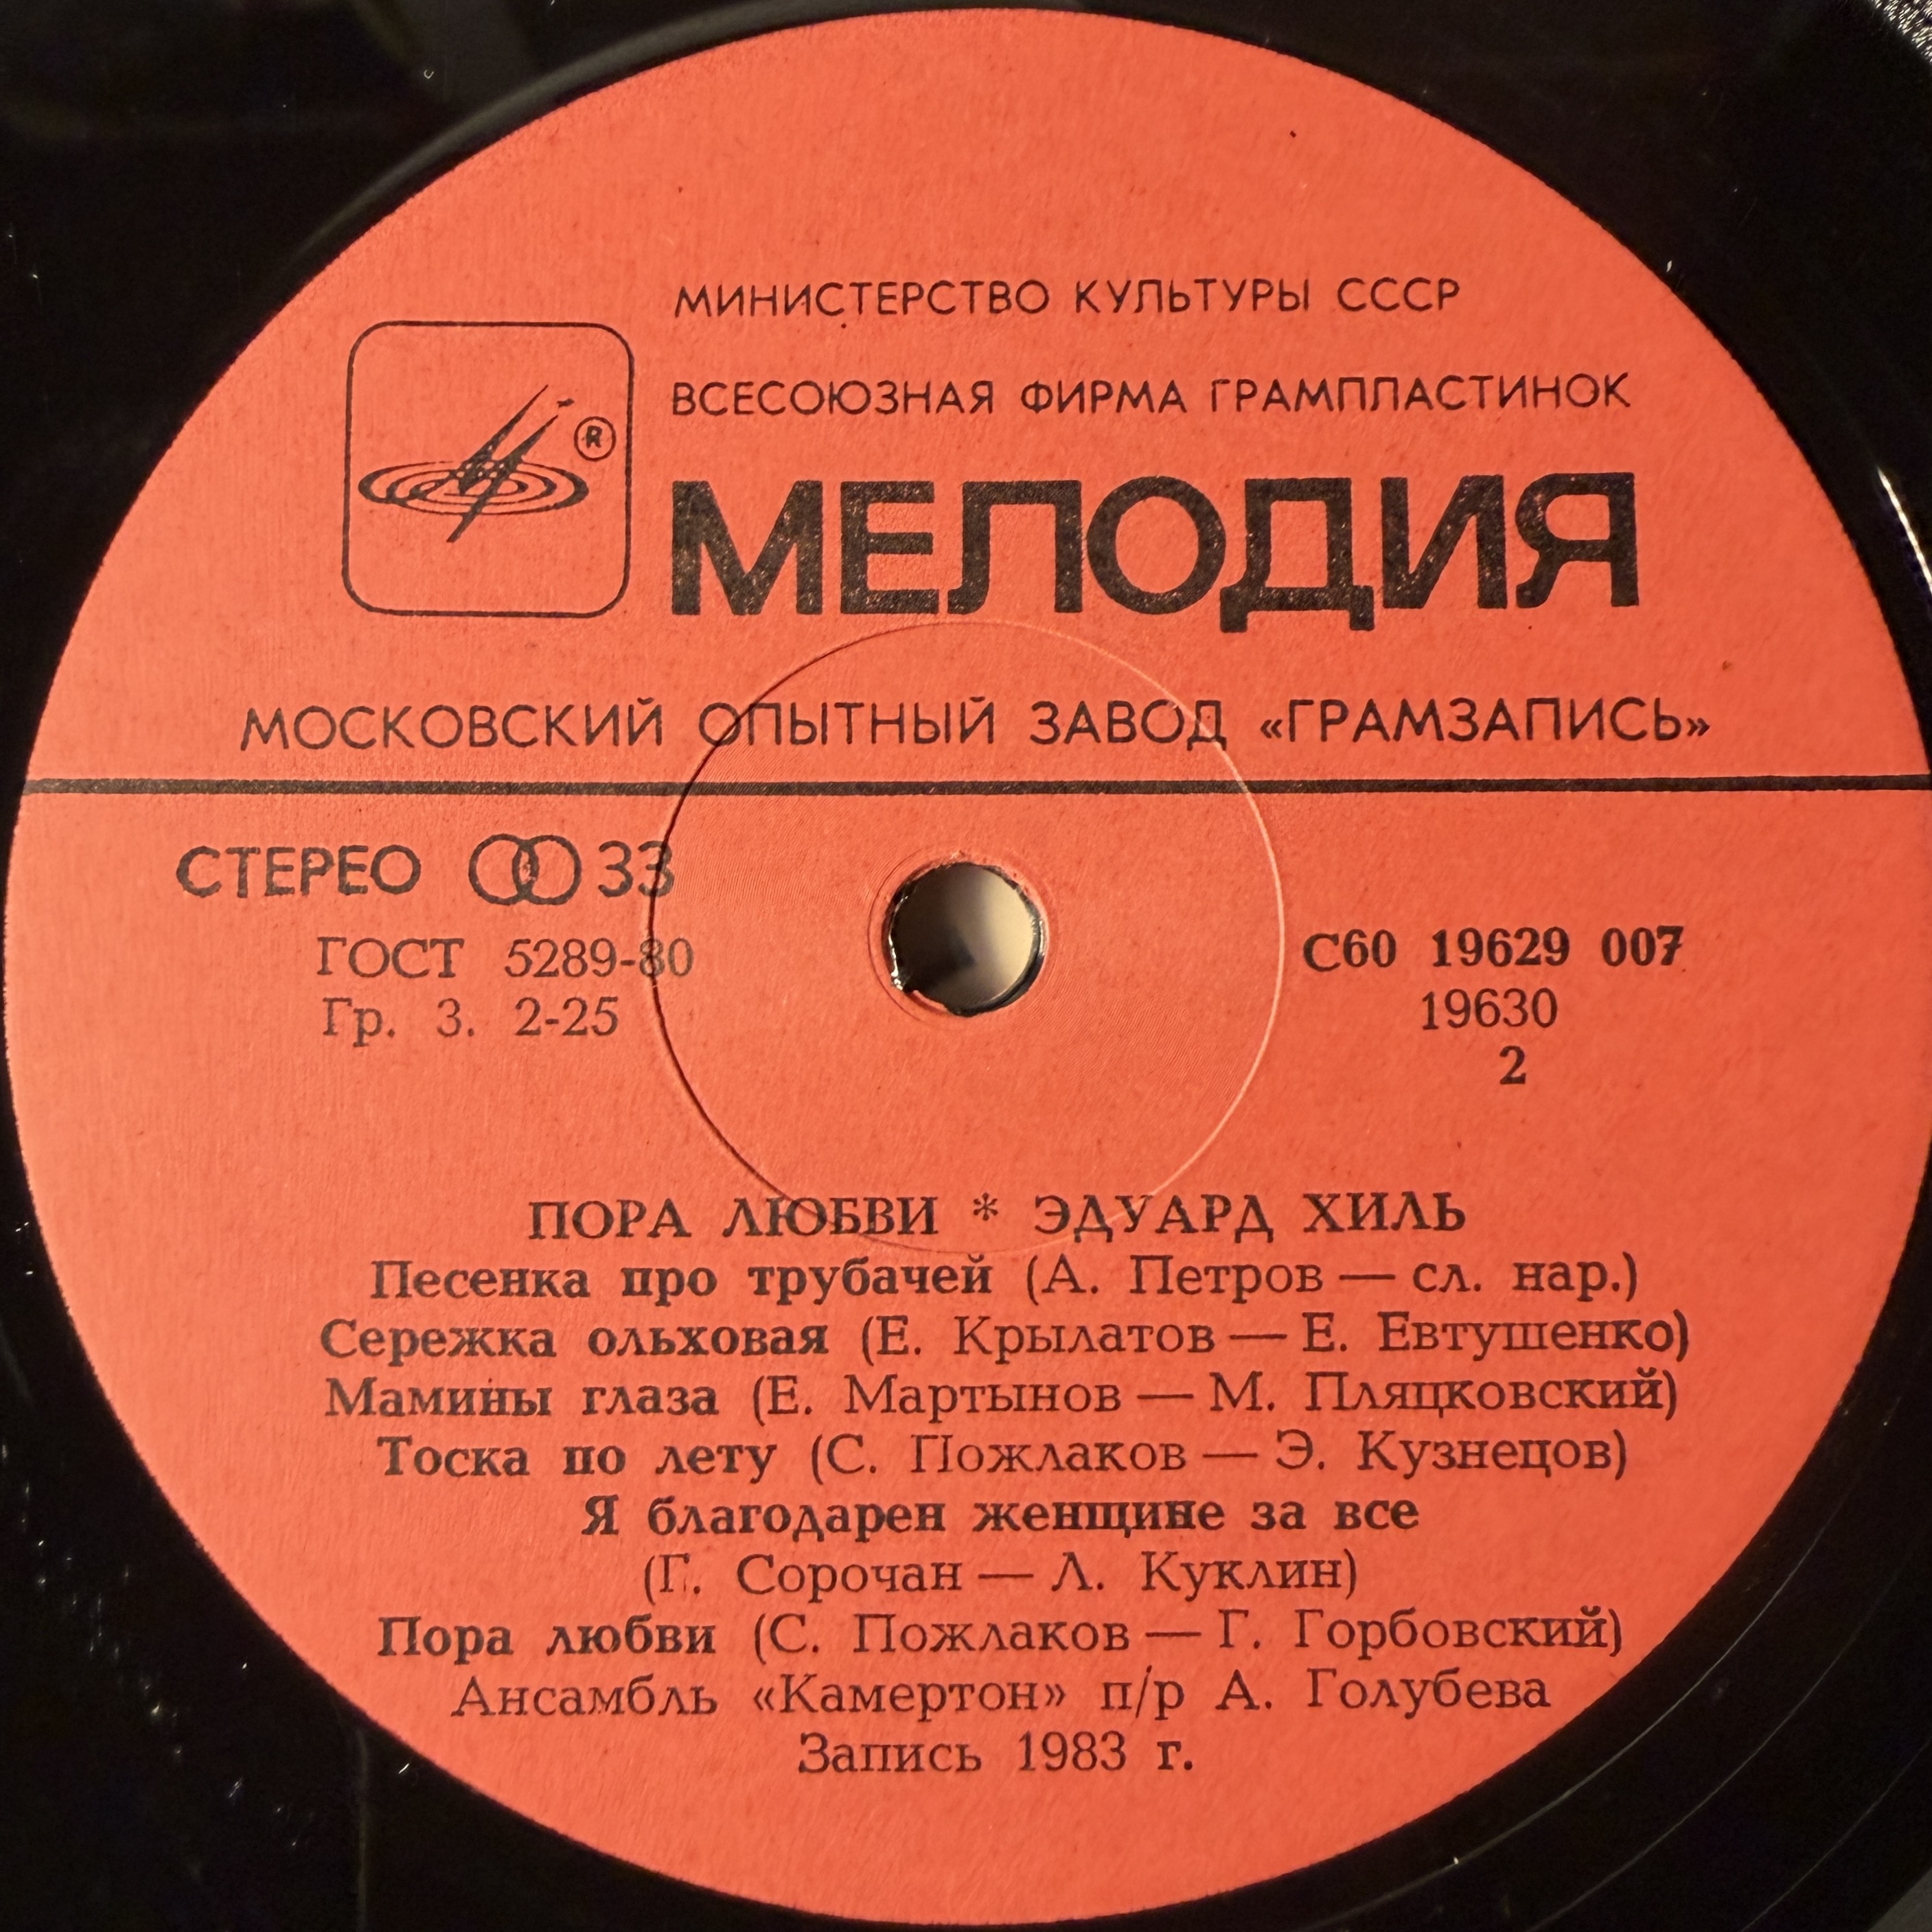 МИНИСТЕРСТВО КУЛЬТУРЫ СССР
ВСЕСОЮЗНАЯ ФИРМА ГРАМПЛАСТИНОК
®
МЕЛОДИЯ
МОСКОВСКИЙ ОПЫТНЫЙ ЗАВОД «ГРАМЗАПИСЬ»
СТЕРЕО 33
ГОСТ 5289-80
Гр. 3. 2-25
С60 19629 007
19630
2
ПОРА ЛЮБВИ * ЭДУАРД ХИЛЬ
Песенка про трубачей (А. Петров — сл. нар.)
Сережка ольховая (Е. Крылатов — Е. Евтушенко)
Мамины глаза (Е. Мартынов — М. Пляцковский)
Тоска по лету (С. Пожлаков — Э. Кузнецов)
Я благодарен женщине за все
(Г. Сорочан — Л. Куклин)
Пора любви (С. Пожлаков — Г. Горбовский)
Ансамбль «Камертон» п/р А. Голубева
Запись 1983 г.